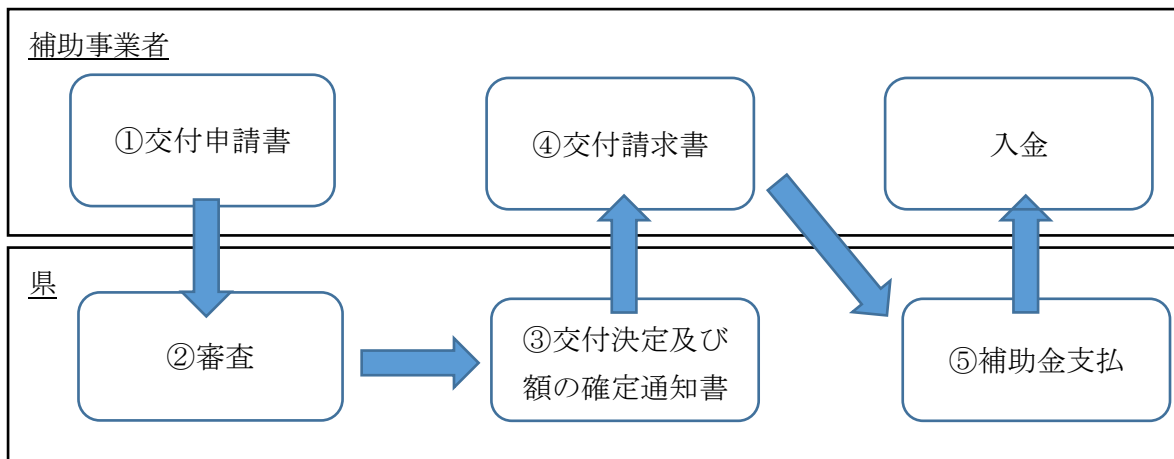 補助事業者
①交付申請書
④交付請求書
入金
県
②審査
③交付決定及び
額の確定通知書
⑤補助金支払